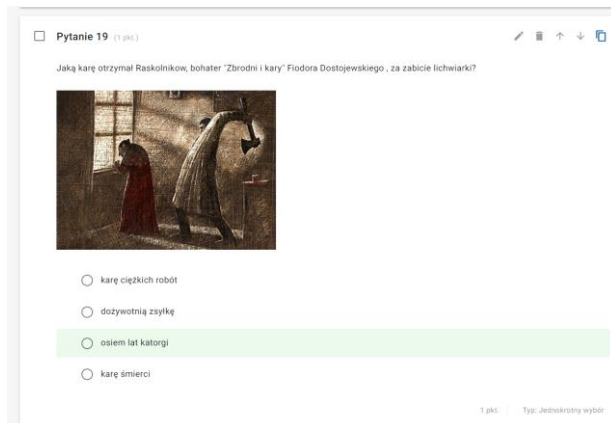 Pytanie 19 (1 pkt.)
Jaką karę otrzymał Raskolnikow, bohater "Zbrodni i kary" Fiodora Dostojewskiego , za zabicie lichwiarki?
karę ciężkich robót
dożywotnią zsyłkę
osiem lat katorgi
karę śmierci
1 pkt. Typ: Jednokrotny wybór